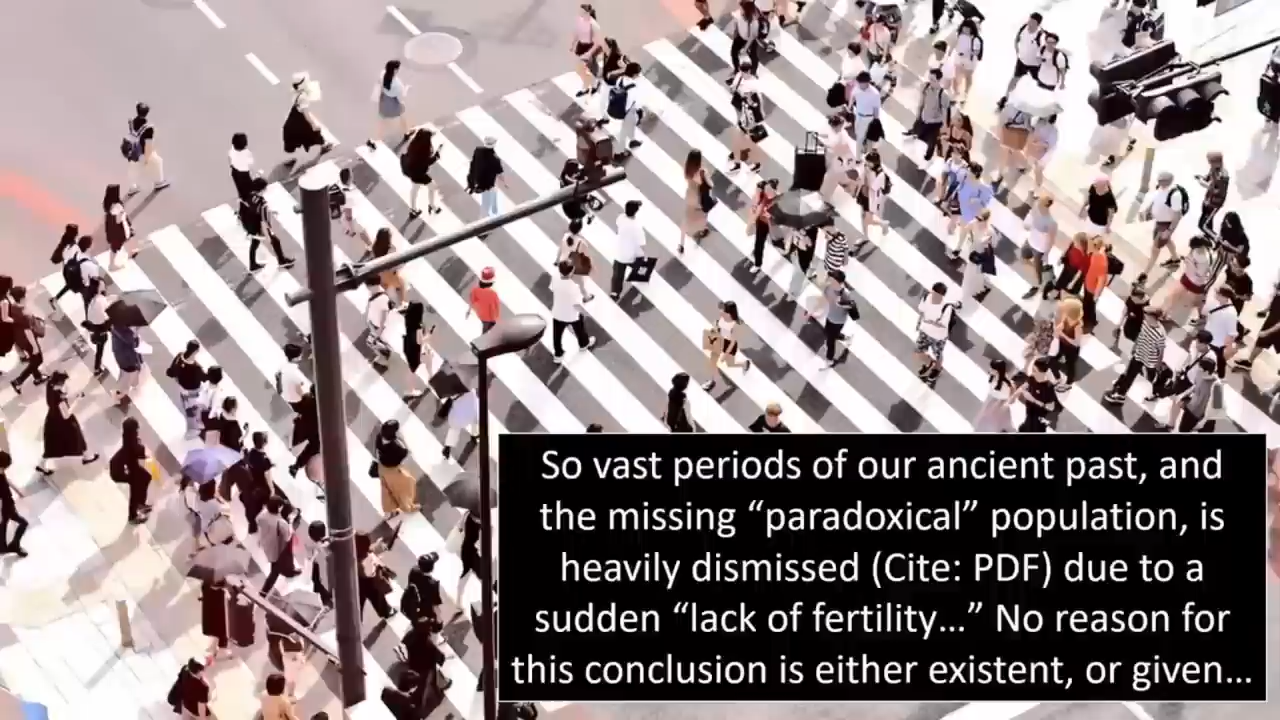 So vast periods of our ancient past, and
the missing “paradoxical” population, is
heavily dismissed (Cite: PDF) due to a
sudden “lack of fertility…” No reason for
this conclusion is either existent, or given…